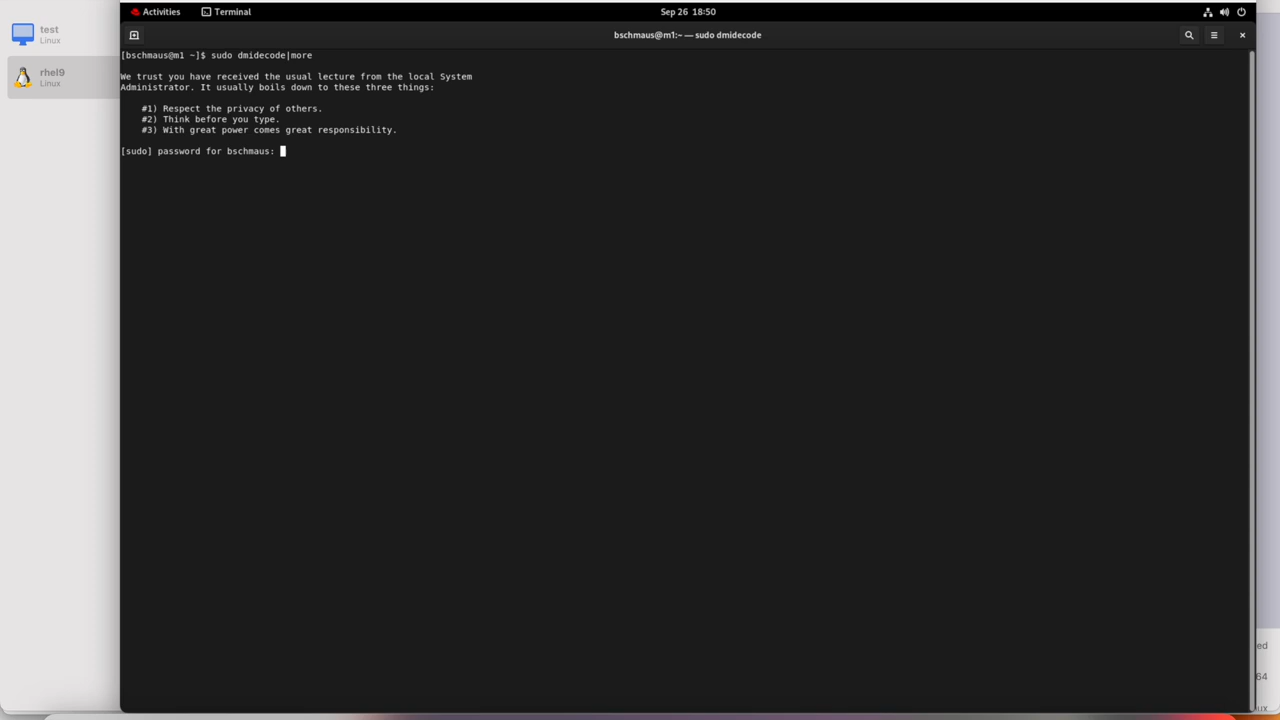 test
Linux
rhel9
Linux
Activities
Terminal
Sep 26 18:50
bschmaus@m1:~ — sudo dmidecode
[bschmaus@m1 ~]$ sudo dmidecode|more
We trust you have received the usual lecture from the local System
Administrator. It usually boils down to these three things:
#1) Respect the privacy of others.
#2) Think before you type.
#3) With great power comes great responsibility.
[sudo] password for bschmaus:
ed
64
ux